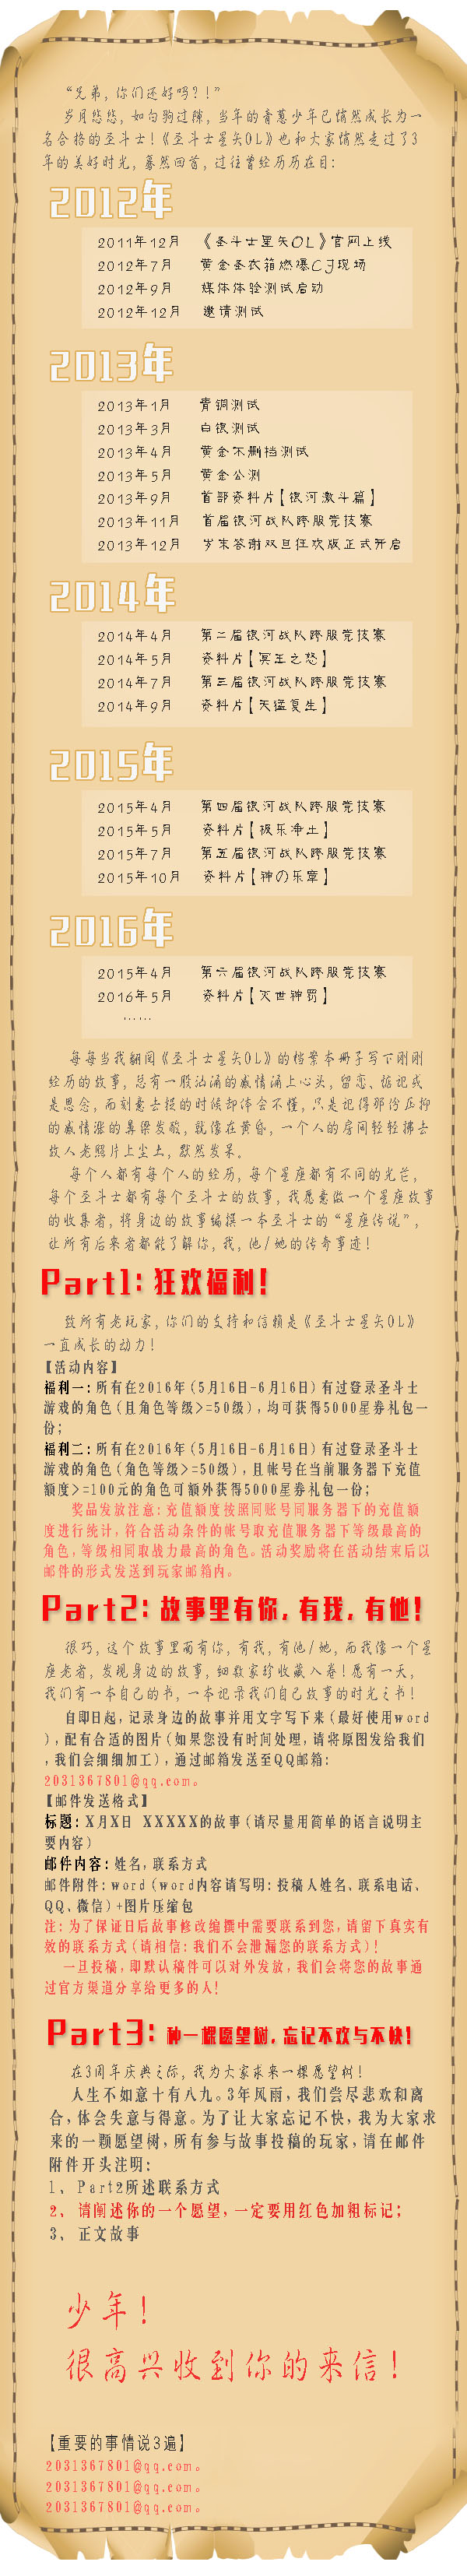 “兄弟，你们还好吗？！”
岁月悠悠，如白驹过隙，当年的青葱少年已悄然成长为一
名合格的圣斗士！《圣斗士星矢OL》也和大家悄然走过了3
年的美好时光，蓦然回首，过往曾经历历在目：
2012年
2011年12月 《圣斗士星矢OL》官网上线
2012年7月 黄金圣衣箱燃爆CJ现场
2012年9月 媒体体验测试启动
2012年12月 邀请测试
2013年
2013年1月 青铜测试
2013年3月 白银测试
2013年4月 黄金不删档测试
2013年5月 黄金公测
2013年9月 首部资料片【银河激斗篇】
2013年11月 首届银河战队跨服竞技赛
2013年12月 岁末答谢双旦狂欢版正式开启
2014年
2014年4月 第二届银河战队跨服竞技赛
2014年5月 资料片【冥王之怒】
2014年7月 第三届银河战队跨服竞技赛
2014年9月 资料片【天猛复生】
2015年
2015年4月 第四届银河战队跨服竞技赛
2015年5月 资料片【极乐净土】
2015年7月 第五届银河战队跨服竞技赛
2015年10月 资料片【神の乐章】
2016年
2015年4月 第六届银河战队跨服竞技赛
2016年5月 资料片【灭世神罚】
……
每每当我翻阅《圣斗士星矢OL》的档案本册子写下刚刚
经历的故事，总有一股汹涌的感情涌上心头，留恋、惦记或
是思念，而刻意去提的时候却体会不懂，只是记得那份压抑
的感情涨的鼻梁发酸，就像在黄昏，一个人的房间轻轻拂去
故人老照片上尘土，默然发呆。
每个人都有每个人的经历，每个星座都有不同的光芒，
每个圣斗士都有每个圣斗士的故事，我愿意做一个星座故事
的收集者，将身边的故事编撰一本圣斗士的“星座传说”，
让所有后来者都能了解你，我，他/她的传奇事迹！
Part1：狂欢福利！
致所有老玩家，你们的支持和信赖是《圣斗士星矢OL》
一直成长的动力！
【活动内容】
福利一：所有在2016年（5月16日-6月16日）有过登录圣斗士
游戏的角色（且角色等级>=50级），均可获得5000星券礼包一
份；
福利二：所有在2016年（5月16日-6月16日）有过登录圣斗士
游戏的角色（角色等级>=50级），且帐号在当前服务器下充值
额度>=100元的角色可额外获得5000星券礼包一份；
奖品发放注意：充值额度按照同账号同服务器下的充值额
度进行统计，符合活动条件的帐号取充值服务器下等级最高的
角色，等级相同取战力最高的角色。活动奖励将在活动结束后以
邮件的形式发送到玩家邮箱内。
Part2：故事里有你，有我，有他！
很巧，这个故事里面有你，有我，有他/她，而我像一个星
座老者，发现身边的故事，细数家珍收藏入卷！愿有一天，
我们有一本自己的书，一本记录我们自己故事的时光之书！
自即日起，记录身边的故事并用文字写下来（最好使用word
），配有合适的图片（如果您没有时间处理，请将原图发给我们
，我们会细细加工），通过邮箱发送至QQ邮箱：
2031367801@qq.com。
【邮件发送格式】
标题：X月X日 XXXXX的故事（请尽量用简单的语言说明主
要内容）
邮件内容：姓名，联系方式
邮件附件：word（word内容请写明：投稿人姓名、联系电话、
QQ、微信）+图片压缩包
注：为了保证日后故事修改编撰中需要联系到您，请留下真实有
效的联系方式（请相信：我们不会泄漏您的联系方式）！
一旦投稿，即默认稿件可以对外发放，我们会将您的故事通
过官方渠道分享给更多的人！
Part3：种一棵愿望树，忘记不欢与不快！
在3周年庆典之际，我为大家求来一棵愿望树！
人生不如意十有八九。3年风雨，我们尝尽悲欢和离
合，体会失意与得意。为了让大家忘记不快，我为大家求
来的一颗愿望树，所有参与故事投稿的玩家，请在邮件
附件开头注明：
1、Part2所述联系方式
2、请阐述你的一个愿望，一定要用红色加粗标记；
3、正文故事
少年！
很高兴收到你的来信！
【重要的事情说3遍】
2031367801@qq.com。
2031367801@qq.com。
2031367801@qq.com。